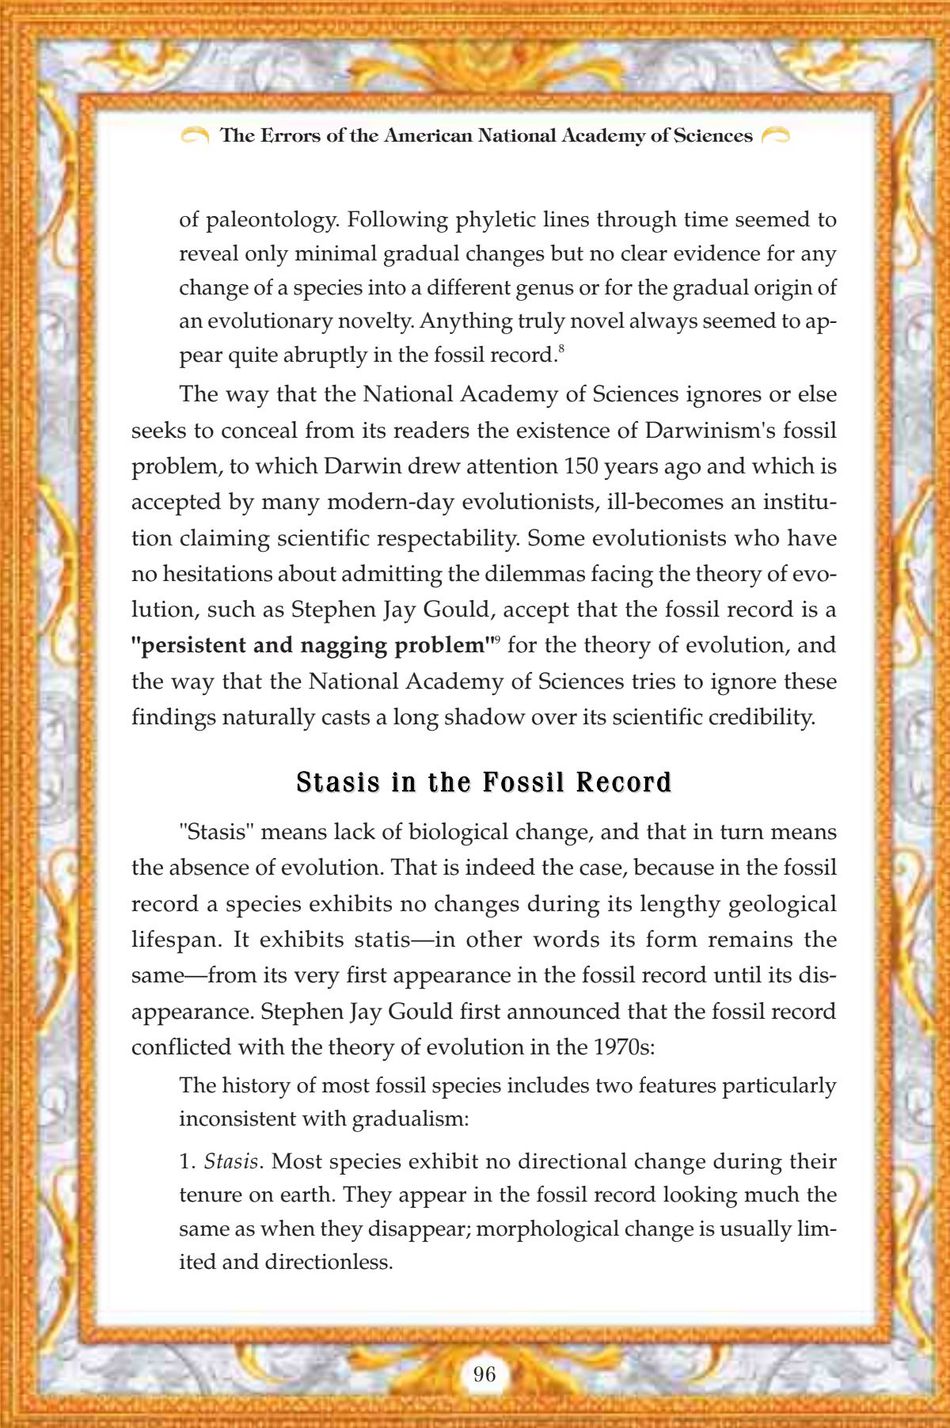 The Errors of the American National Academy of Sciences
of paleontology. Following phyletic lines through time seemed to
reveal only minimal gradual changes but no clear evidence for any
change of a species into a different genus or for the gradual origin of
an evolutionary novelty. Anything truly novel always seemed to ap-
pear quite abruptly in the fossil record.8
The way that the National Academy of Sciences ignores or else
seeks to conceal from its readers the existence of Darwinism's fossil
problem, to which Darwin drew attention 150 years ago and which is
accepted by many modern-day evolutionists, ill-becomes an institu-
tion claiming scientific respectability. Some evolutionists who have
no hesitations about admitting the dilemmas facing the theory of evo-
lution, such as Stephen Jay Gould, accept that the fossil record is a
"persistent and nagging problem"9 for the theory of evolution, and
the way that the National Academy of Sciences tries to ignore these
findings naturally casts a long shadow over its scientific credibility.
Stasis in the Fossil Record
"Stasis" means lack of biological change, and that in turn means
the absence of evolution. That is indeed the case, because in the fossil
record a species exhibits no changes during its lengthy geological
lifespan. It exhibits statis—in other words its form remains the
same—from its very first appearance in the fossil record until its dis-
appearance. Stephen Jay Gould first announced that the fossil record
conflicted with the theory of evolution in the 1970s:
The history of most fossil species includes two features particularly
inconsistent with gradualism:
1. Stasis. Most species exhibit no directional change during their
tenure on earth. They appear in the fossil record looking much the
same as when they disappear; morphological change is usually lim-
ited and directionless.
96